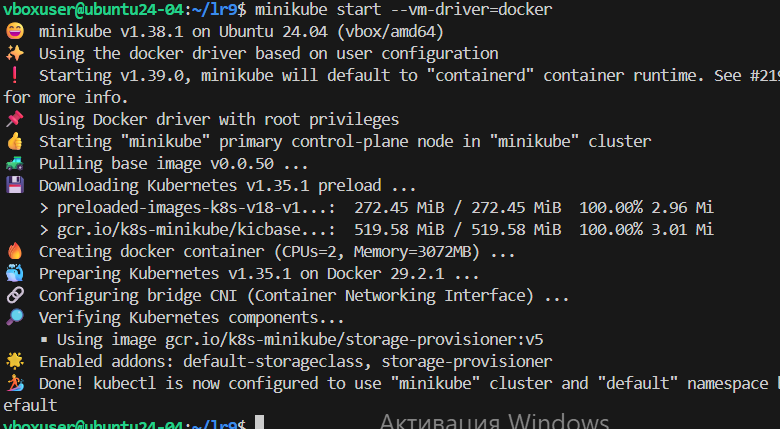 vboxuser@ubuntu24-04:~/lr9$ minikube start --vm-driver=docker
😄 minikube v1.38.1 on Ubuntu 24.04 (vbox/amd64)
✨ Using the docker driver based on user configuration
❗ Starting v1.39.0, minikube will default to "containerd" container runtime. See
for more info.
📌 Using Docker driver with root privileges
👍 Starting "minikube" primary control-plane node in "minikube" cluster
🚜 Pulling base image v0.0.50 ...
💾 Downloading Kubernetes v1.35.1 preload ...
> preloaded-images-k8s-v18-v1...: 272.45 MiB / 272.45 MiB 100.00% 2.96 Mi
> gcr.io/k8s-minikube/kicbase...: 519.58 MiB / 519.58 MiB 100.00% 3.01 Mi
🔥 Creating docker container (CPUs=2, Memory=3072MB) ...
🐳 Preparing Kubernetes v1.35.1 on Docker 29.2.1 ...
🔗 Configuring bridge CNI (Container Networking Interface) ...
🔎 Verifying Kubernetes components...
▪ Using image gcr.io/k8s-minikube/storage-provisioner:v5
🌟 Enabled addons: default-storageclass, storage-provisioner
🏄 Done! kubectl is now configured to use "minikube" cluster and "default" namespace
efault
vboxuser@ubuntu24-04:~/lr9$
Активация Windows